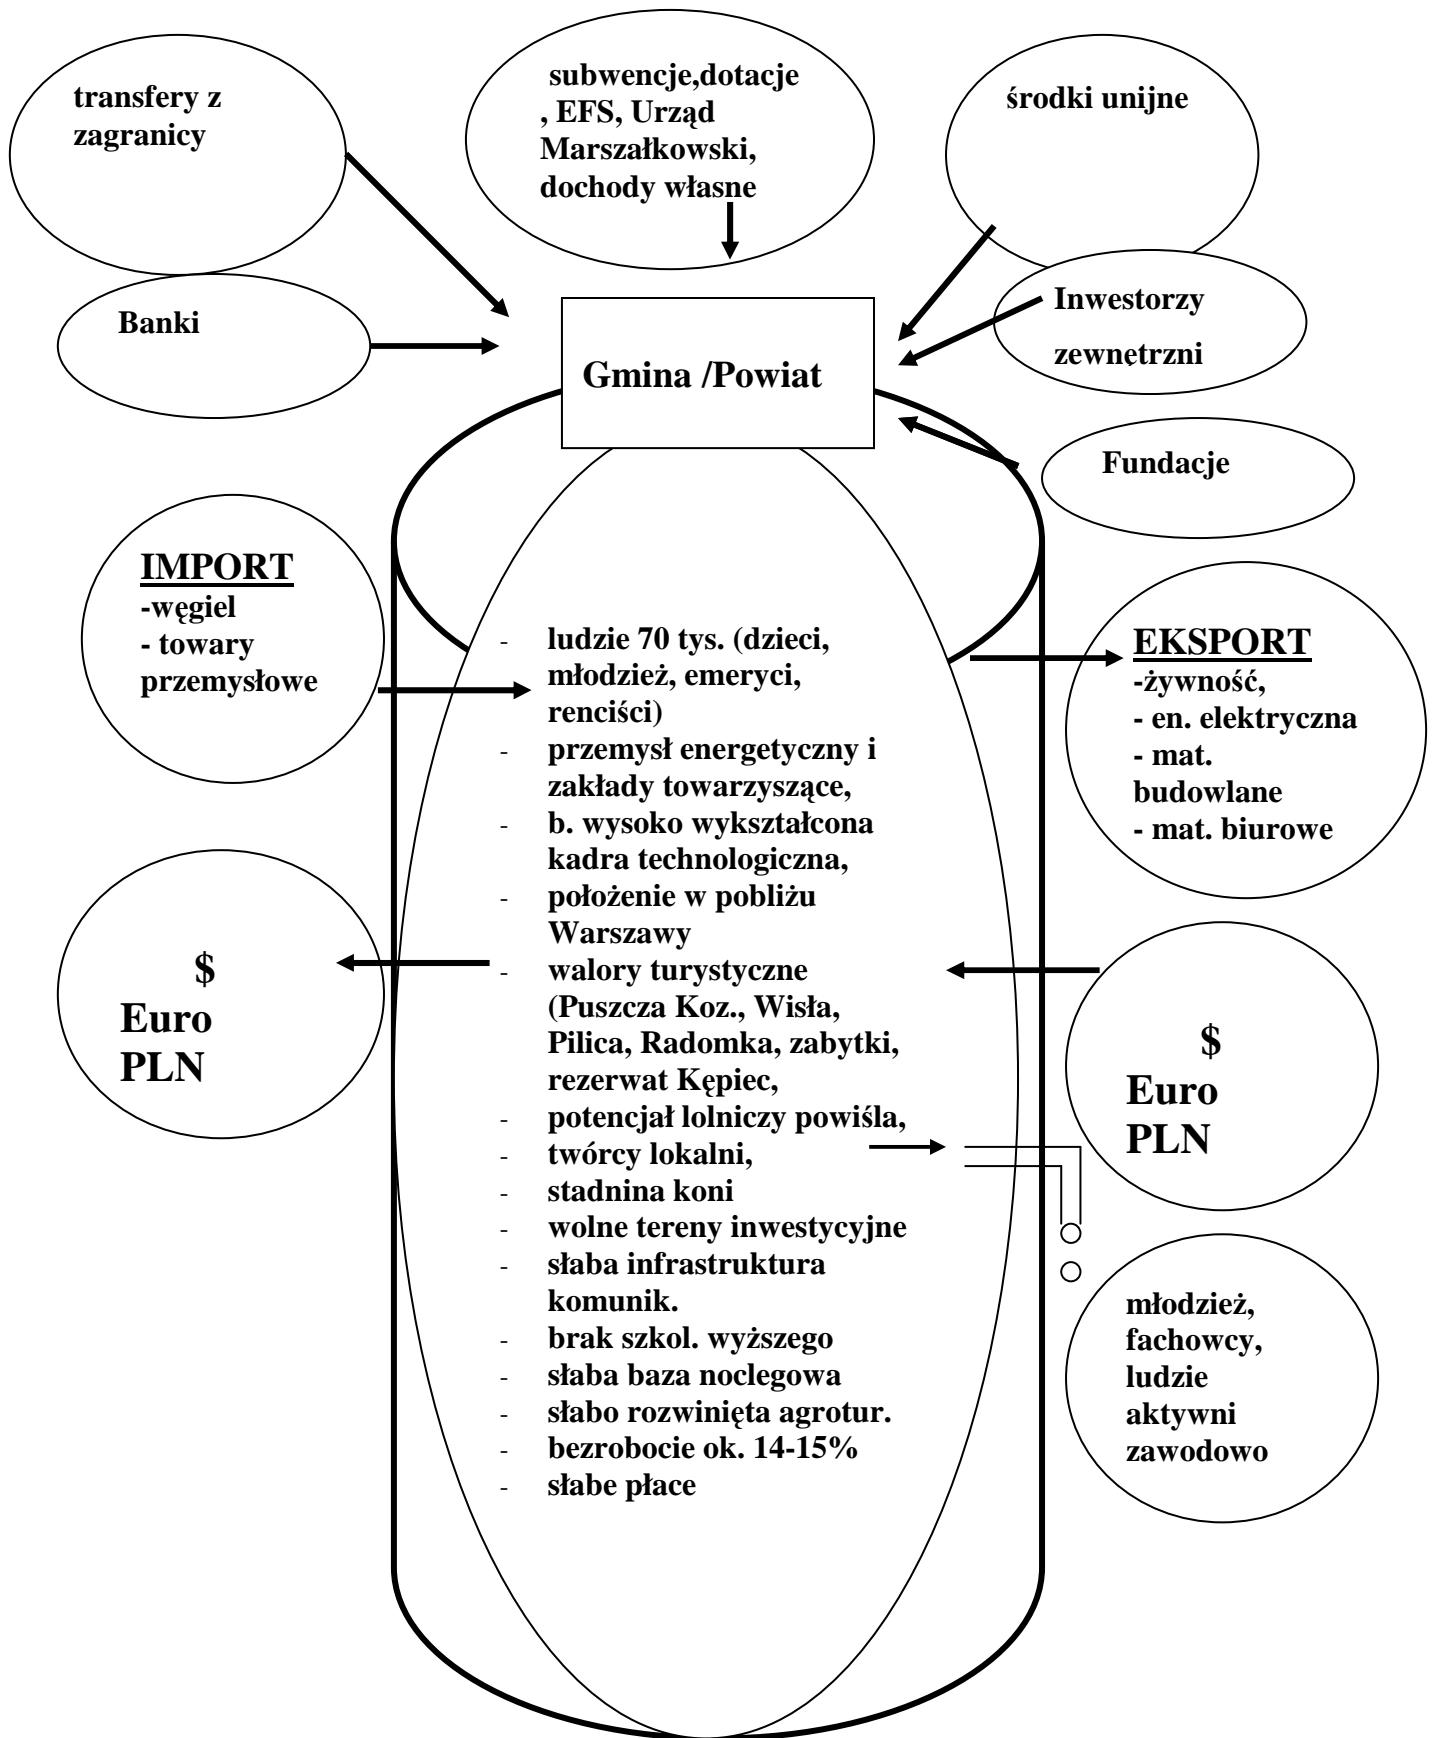 transfery z
zagranicy
subwencje,dotacje
, EFS, Urząd
Marszałkowski,
dochody własne
środki unijne
Banki
Inwestorzy
zewnętrzni
Gmina /Powiat
Fundacje
IMPORT
-węgiel
- towary
przemysłowe
- ludzie 70 tys. (dzieci,
młodzież, emeryci,
renciści)
- przemysł energetyczny i
zakłady towarzyszące,
- b. wysoko wykształcona
kadra technologiczna,
- położenie w pobliżu
Warszawy
- walory turystyczne
(Puszcza Koz., Wisła,
Pilica, Radomka, zabytki,
rezerwat Kępiec,
- potencjał lolniczy powiśla,
- twórcy lokalni,
- stadnina koni
- wolne tereny inwestycyjne
- słaba infrastruktura
komunik.
- brak szkol. wyższego
- słaba baza noclegowa
- słabo rozwinięta agrotur.
- bezrobocie ok. 14-15%
- słabe płace
EKSPORT
-żywność,
- en. elektryczna
- mat.
budowlane
- mat. biurowe
$
Euro
PLN
$
Euro
PLN
młodzież,
fachowcy,
ludzie
aktywni
zawodowo